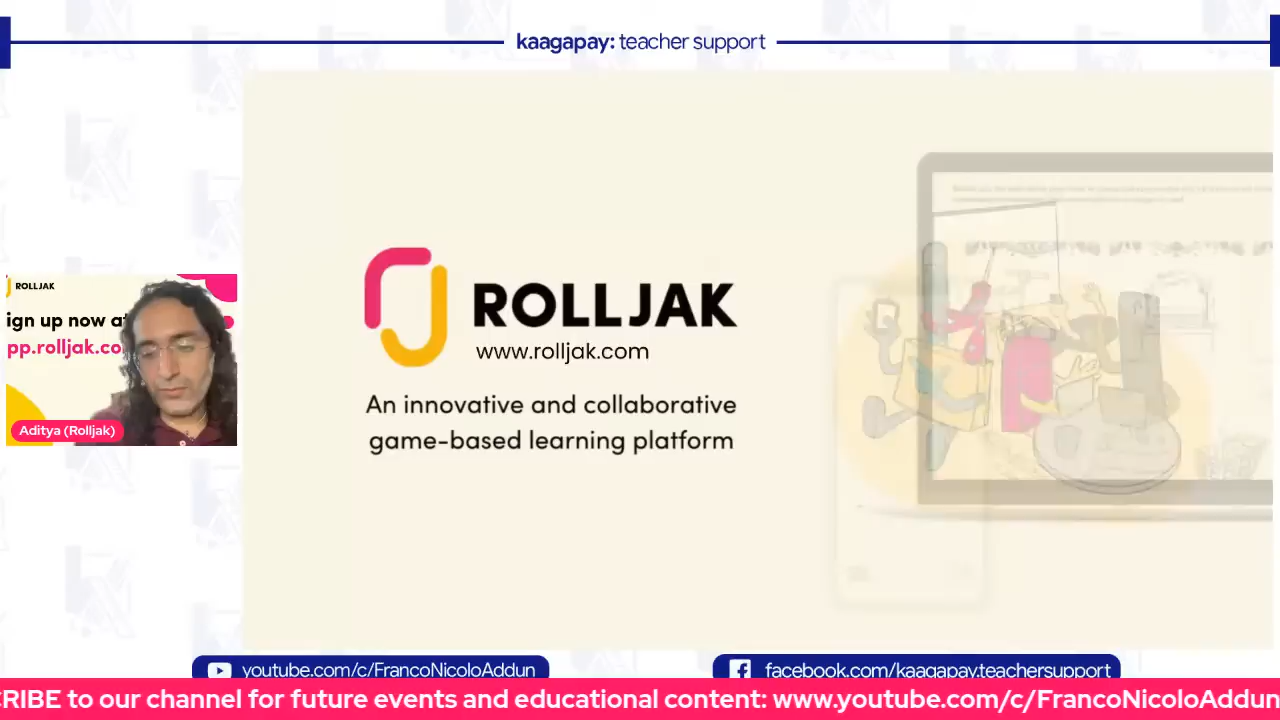 kaagapay: teacher support
ROLLJAK
www.rolljak.com
An innovative and collaborative
game-based learning platform
ROLLJAK
ign up now at
pp.rolljak.co
Aditya (Rolljak)
youtube.com/c/FrancoNicoloAddun
facebook.com/kaagapay.teachersupport
CRIBE to our channel for future events and educational content: www.youtube.com/c/FrancoNicoloAddun